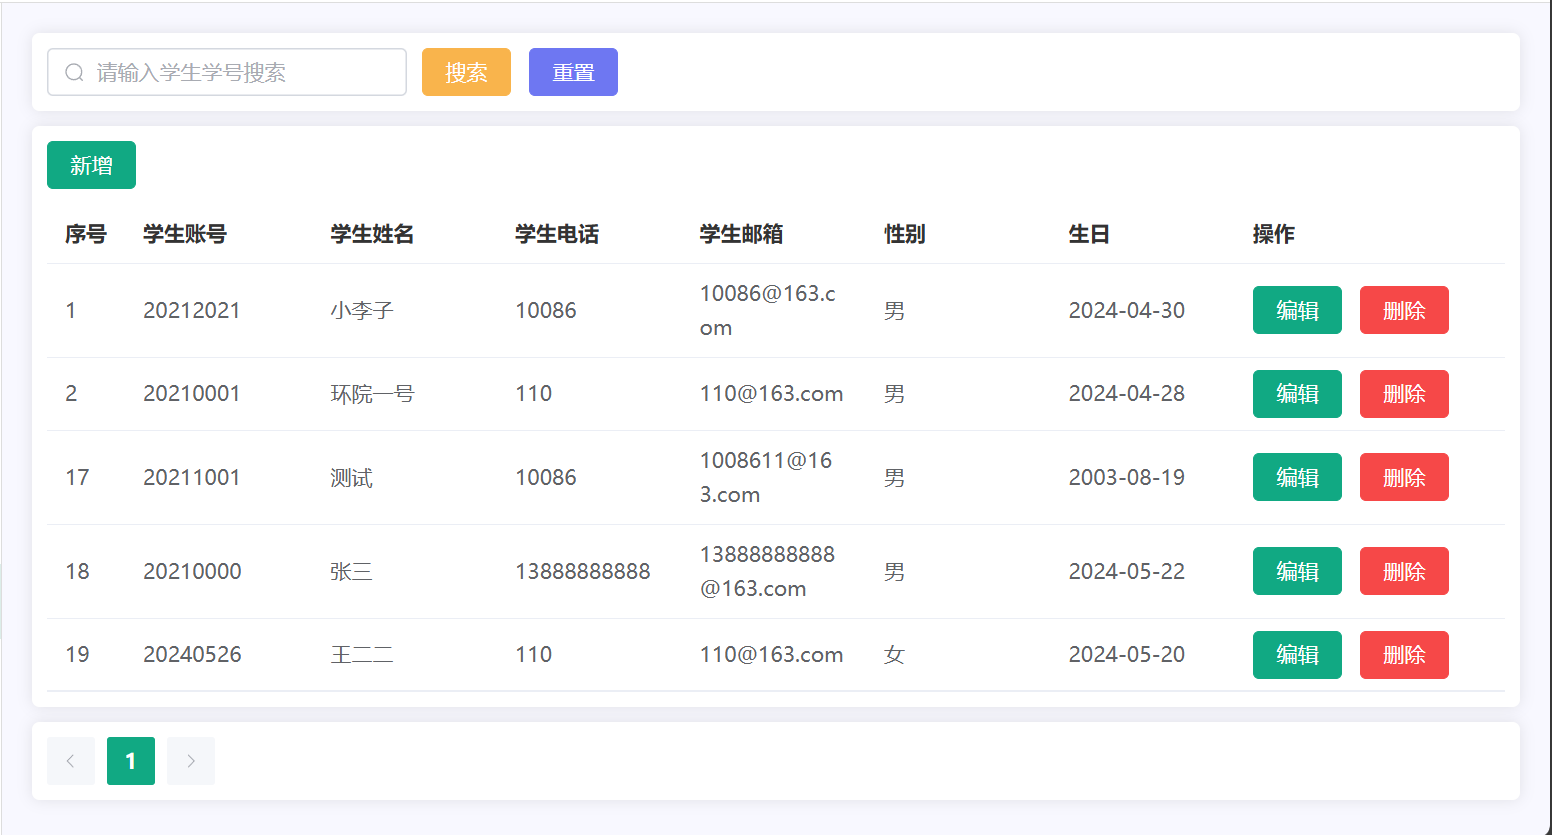 请输入学生学号搜索 搜索 重置
新增
序号 学生账号 学生姓名 学生电话 学生邮箱 性别 生日 操作
1 20212021 小李子 10086 10086@163.c
om 男 2024-04-30 编辑 删除
2 20210001 环院一号 110 110@163.com 男 2024-04-28 编辑 删除
17 20211001 测试 10086 1008611@16
3.com 男 2003-08-19 编辑 删除
18 20210000 张三 13888888888 13888888888
@163.com 男 2024-05-22 编辑 删除
19 20240526 王二二 110 110@163.com 女 2024-05-20 编辑 删除
1